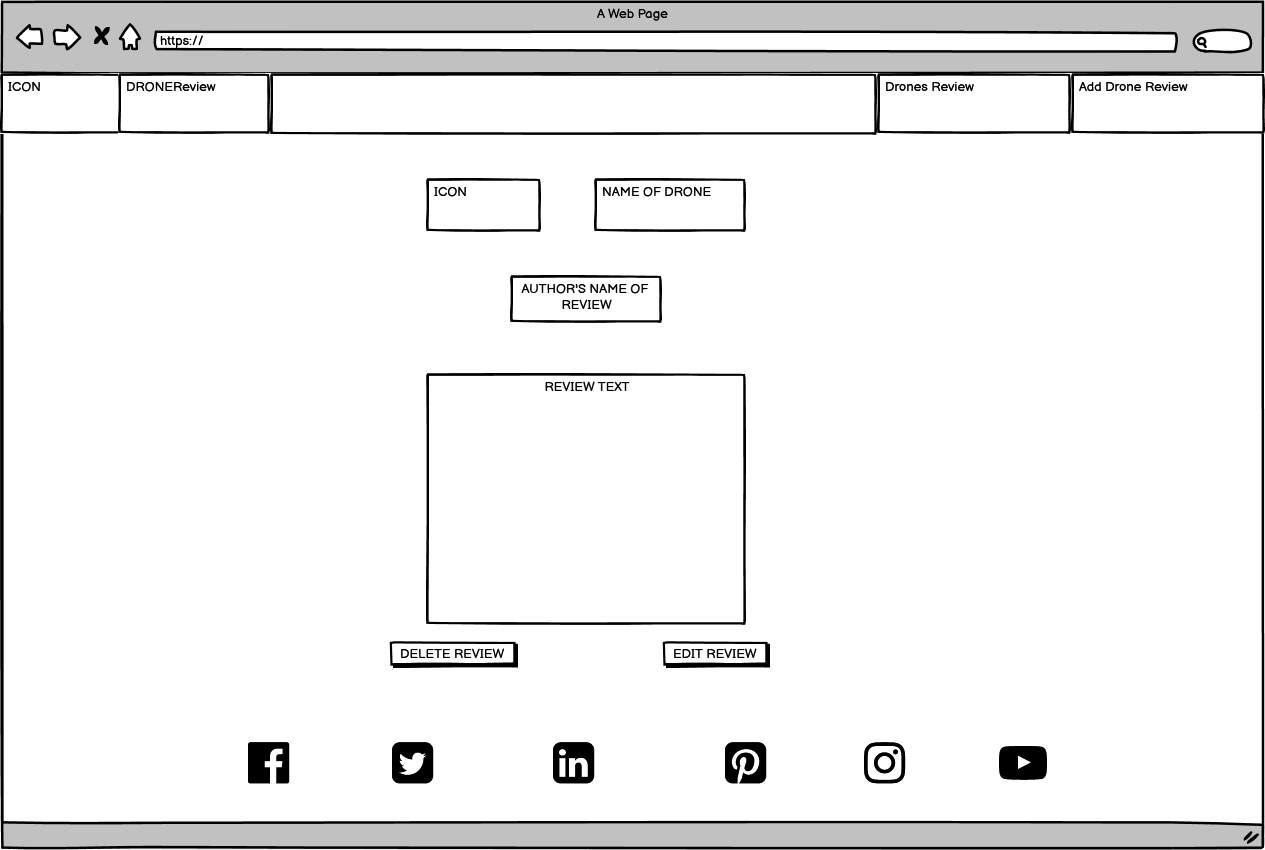 A Web Page
https://
ICON
DRONEReview
Drones Review
Add Drone Review
ICON
NAME OF DRONE
AUTHOR'S NAME OF
REVIEW
REVIEW TEXT
DELETE REVIEW
EDIT REVIEW